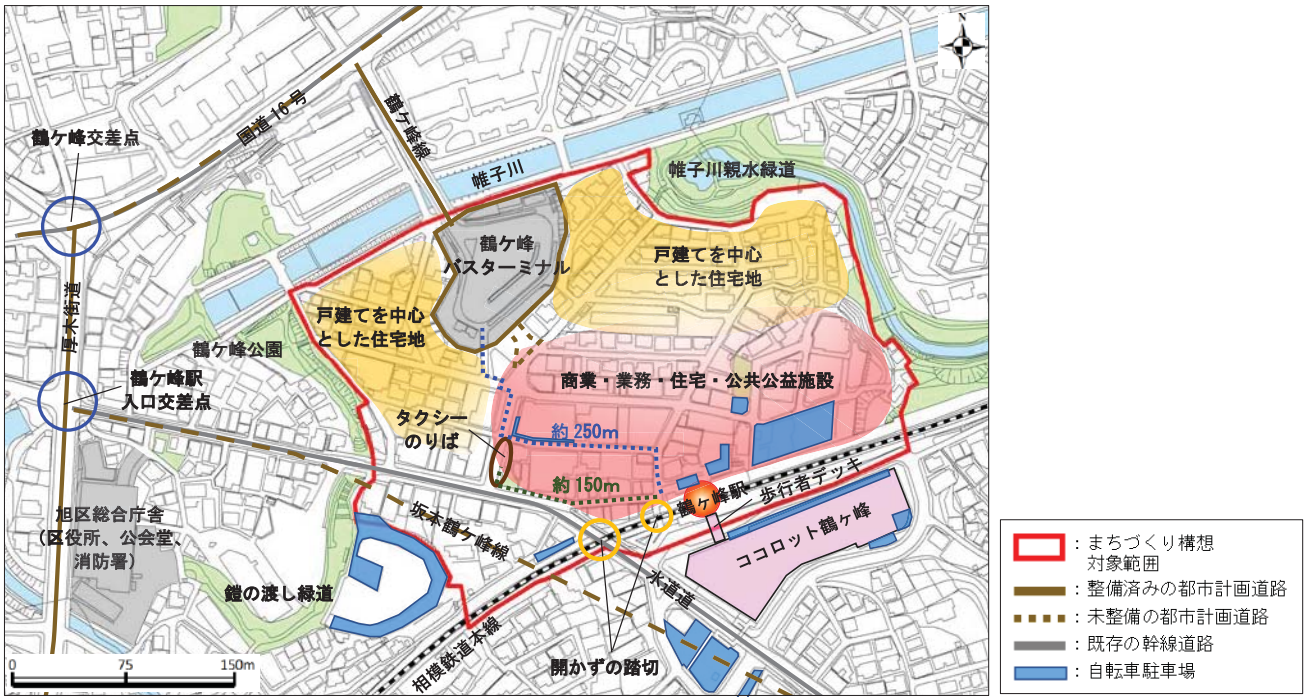 N
国道16号
鶴ケ峰線
鶴ケ峰交差点
帷子川
帷子川親水緑道
鶴ケ峰
バスターミナル
戸建てを中心
とした住宅地
厚木街道
戸建てを中心
とした住宅地
鶴ケ峰公園
鶴ケ峰駅
入口交差点
商業・業務・住宅・公共公益施設
タクシー
のりば
約250m
約150m
鶴ヶ峰駅
歩行者デッキ
坂本鶴ケ峰線
ココロット鶴ヶ峰
旭区総合庁舎
(区役所、公会堂、
消防署)
鎧の渡し緑道
水道道
開かずの踏切
相模鉄道本線
0 75 150m
:まちづくり構想
対象範囲
:整備済みの都市計画道路
:未整備の都市計画道路
:既存の幹線道路
:自転車駐車場